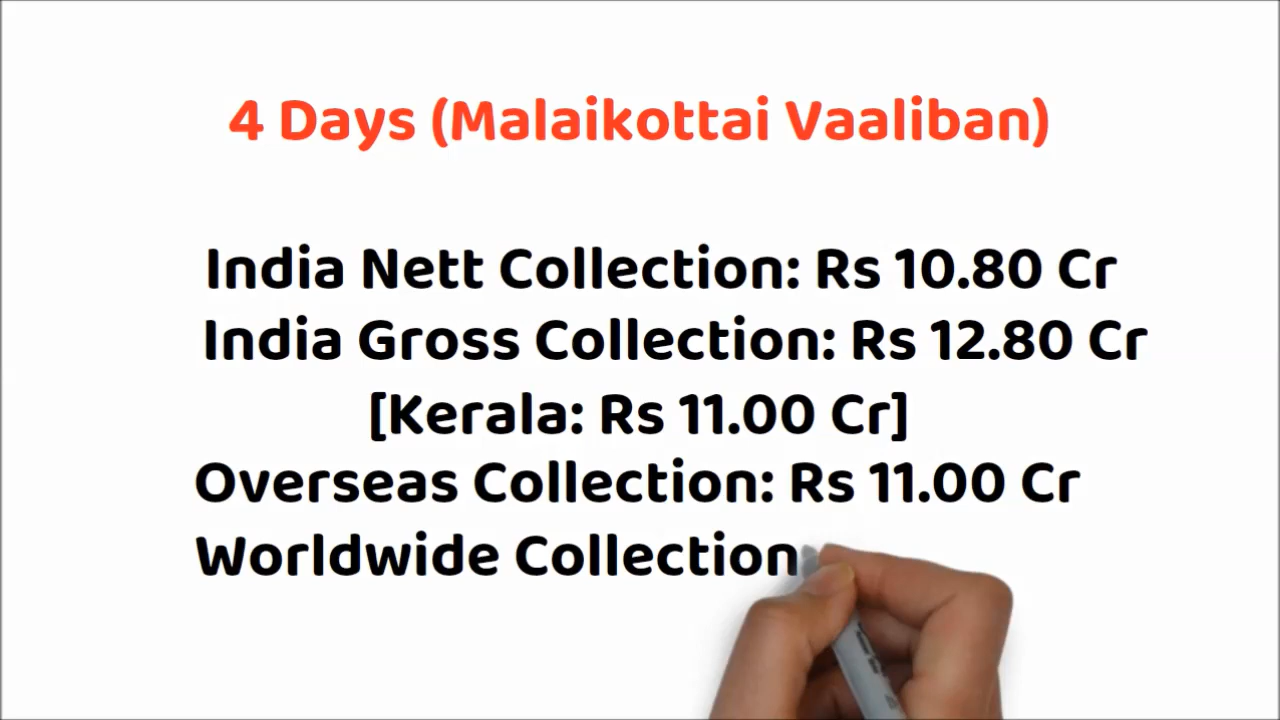 4 Days (Malaikottai Vaaliban)
India Nett Collection: Rs 10.80 Cr
India Gross Collection: Rs 12.80 Cr
[Kerala: Rs 11.00 Cr]
Overseas Collection: Rs 11.00 Cr
Worldwide Collection